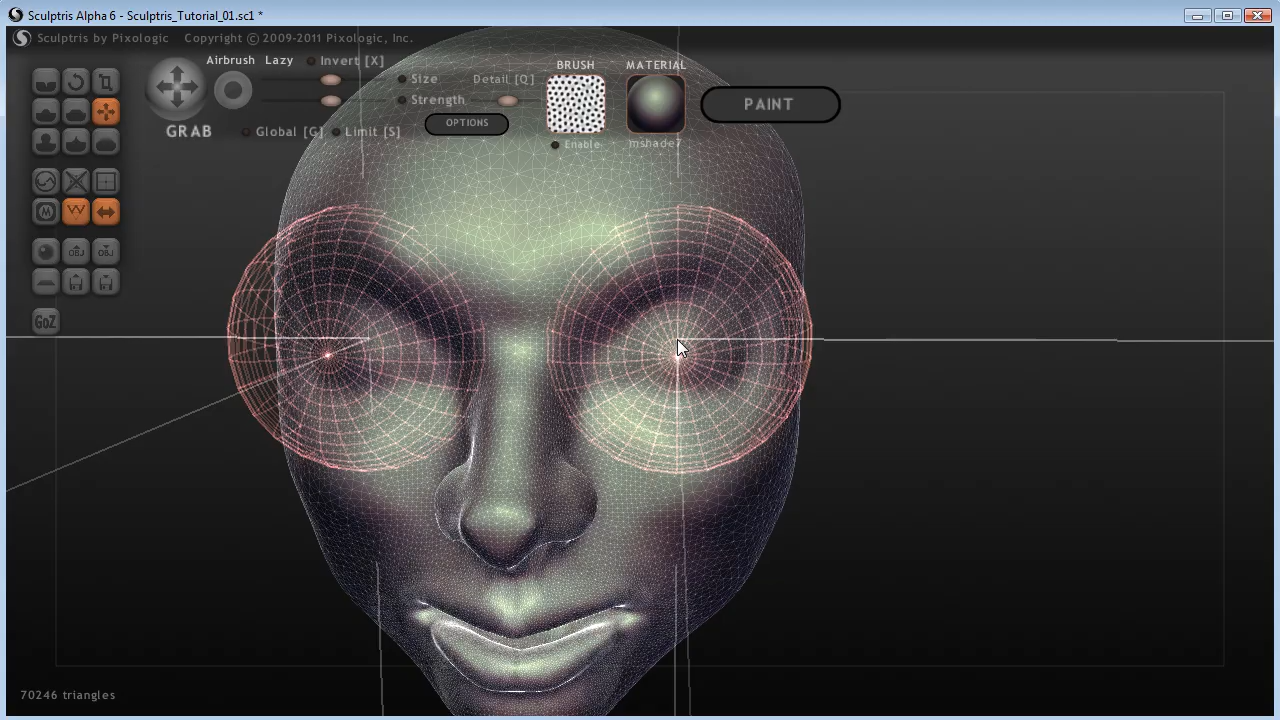 Sculptris Alpha 6 - Sculptris_Tutorial_01.sc1 *
Sculptris by Pixologic Copyright © 2009-2011 Pixologic, Inc.
Airbrush Lazy Invert [X]
Size Detail [Q]
Strength
GRAB Global [G] Limit [S]
OPTIONS
BRUSH
Enable
MATERIAL
mshade7
PAINT
M
OBJ OBJ
GoZ
70246 triangles